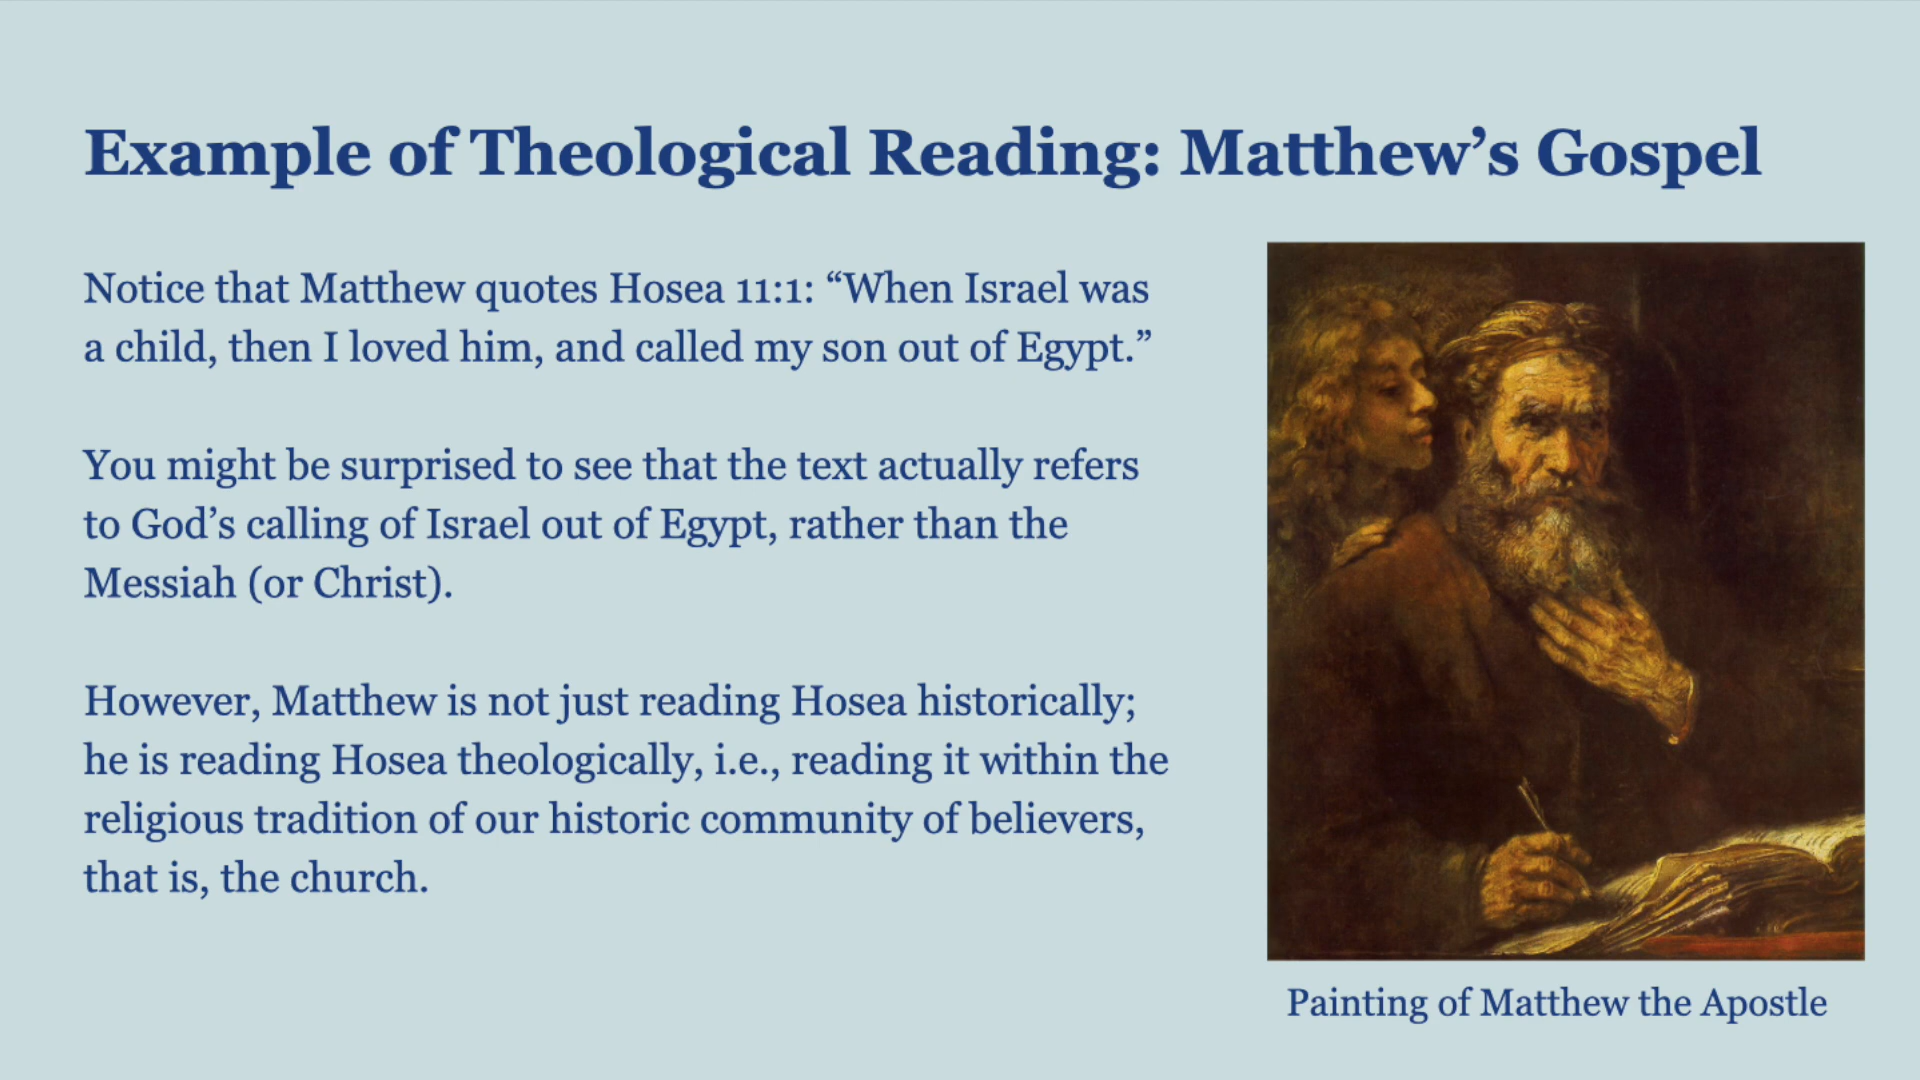 Example of Theological Reading: Matthew’s Gospel
Notice that Matthew quotes Hosea 11:1: “When Israel was
a child, then I loved him, and called my son out of Egypt.”
You might be surprised to see that the text actually refers
to God’s calling of Israel out of Egypt, rather than the
Messiah (or Christ).
However, Matthew is not just reading Hosea historically;
he is reading Hosea theologically, i.e., reading it within the
religious tradition of our historic community of believers,
that is, the church.
Painting of Matthew the Apostle